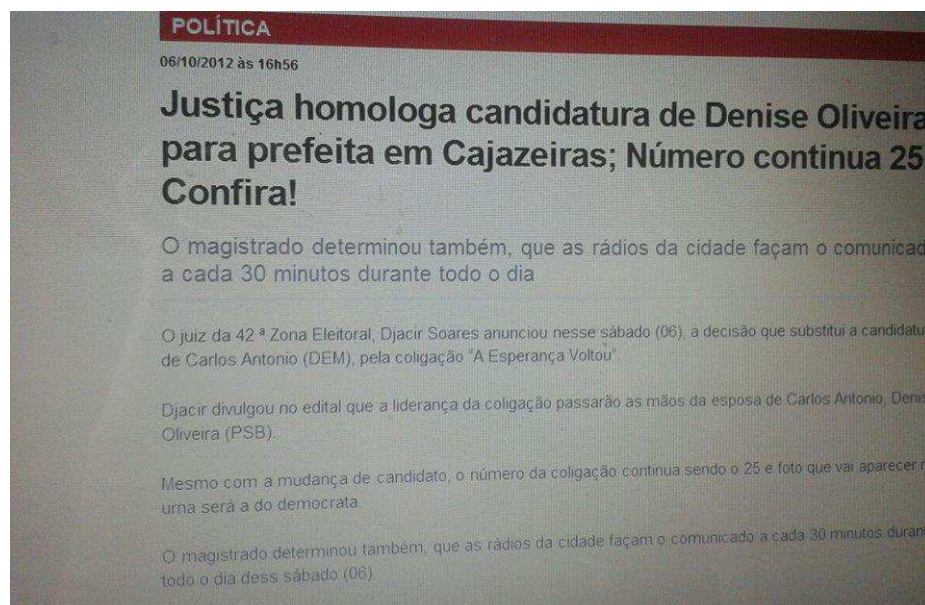 POLÍTICA
06/10/2012 às 16h56
Justiça homologa candidatura de Denise Oliveira
para prefeita em Cajazeiras; Número continua 25
Confira!
O magistrado determinou também, que as rádios da cidade façam o comunicad
a cada 30 minutos durante todo o dia
O juiz da 42 ª Zona Eleitoral, Djacir Soares anunciou nesse sábado (06), a decisão que substitui a candidatu
de Carlos Antonio (DEM), pela coligação "A Esperança Voltou".
Djacir divulgou no edital que a liderança da coligação passarão as mãos da esposa de Carlos Antonio, Denis
Oliveira (PSB).
Mesmo com a mudança de candidato, o número da coligação continua sendo o 25 e foto que vai aparecer n
urna será a do democrata.
O magistrado determinou também, que as rádios da cidade façam o comunicado a cada 30 minutos durant
todo o dia dess sábado (06)